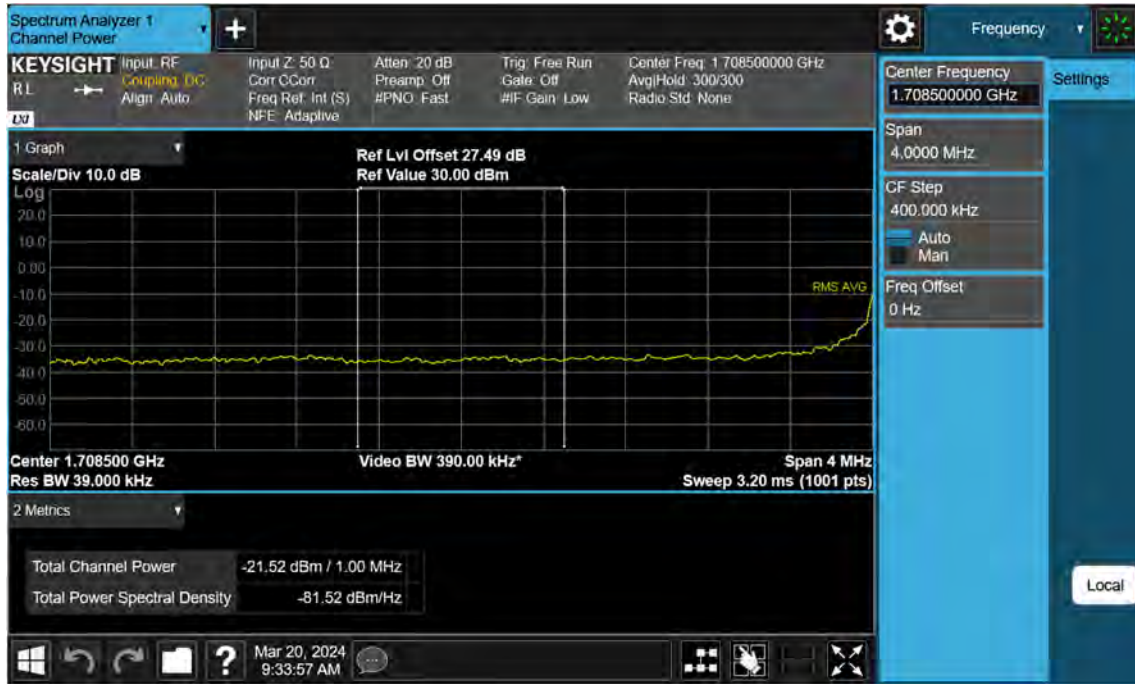 Spectrum Analyzer 1
Channel Power
Frequency
KEYSIGHT
RL
LXI
Input: RF
Coupling: DC
Align: Auto
Input Z: 50 Ω
Corr CCorr
Freq Ref: Int (S)
NFE: Adaptive
Atten: 20 dB
Preamp: Off
#PNO: Fast
Trig: Free Run
Gate: Off
#IF Gain: Low
Center Freq: 1.708500000 GHz
Avg|Hold: 300/300
Radio Std: None
Center Frequency
1.708500000 GHz
Settings
Span
4.0000 MHz
CF Step
400.000 kHz
Auto
Man
Freq Offset
0 Hz
Local
1 Graph
Scale/Div 10.0 dB
Ref Lvl Offset 27.49 dB
Ref Value 30.00 dBm
Log
20.0
10.0
0.00
-10.0
-20.0
-30.0
-40.0
-50.0
-60.0
RMS AVG
Center 1.708500 GHz
Video BW 390.00 kHz*
Span 4 MHz
Res BW 39.000 kHz
Sweep 3.20 ms (1001 pts)
2 Metrics
Total Channel Power
-21.52 dBm / 1.00 MHz
Total Power Spectral Density
-81.52 dBm/Hz
Mar 20, 2024
9:33:57 AM